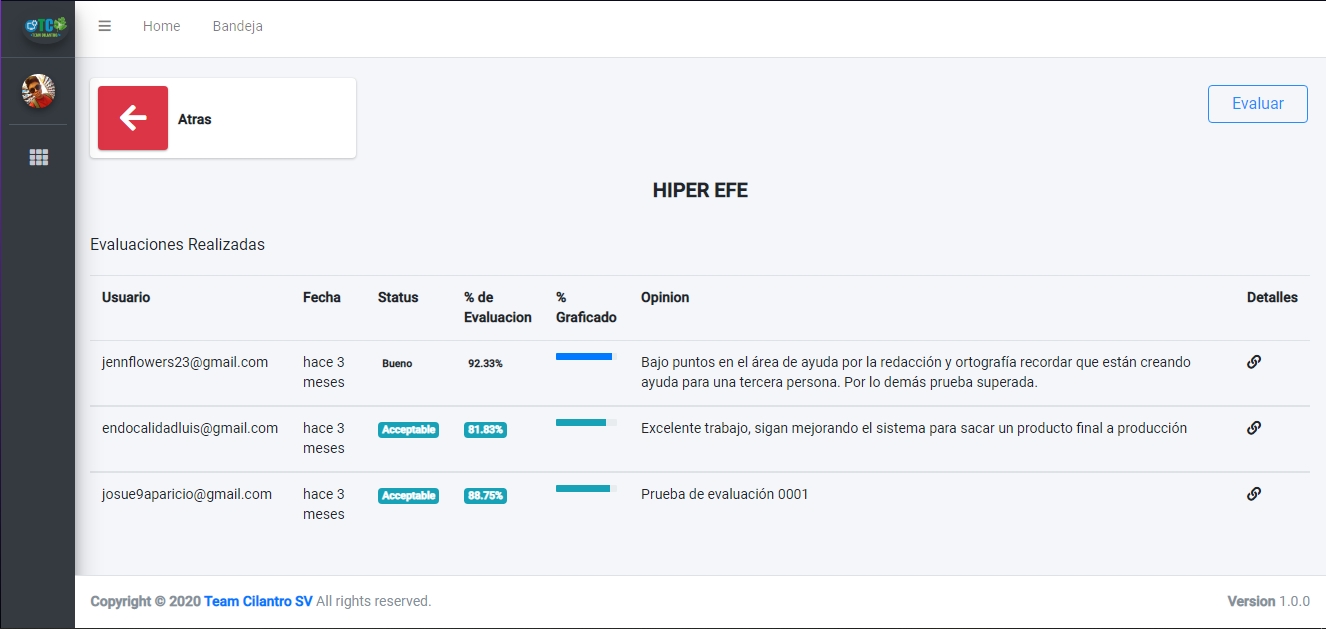 TC
TEAM CILANTRO
Home Bandeja
Atras
Evaluar
HIPER EFE
Evaluaciones Realizadas
Usuario Fecha Status % de Evaluacion % Graficado Opinion Detalles
jennflowers23@gmail.com hace 3 meses Bueno 92.33% Bajo puntos en el área de ayuda por la redacción y ortografía recordar que están creando
ayuda para una tercera persona. Por lo demás prueba superada.
endocalidadluis@gmail.com hace 3 meses Acceptable 81.83% Excelente trabajo, sigan mejorando el sistema para sacar un producto final a producción
josue9aparicio@gmail.com hace 3 meses Acceptable 88.75% Prueba de evaluación 0001
Copyright © 2020 Team Cilantro SV All rights reserved.
Version 1.0.0